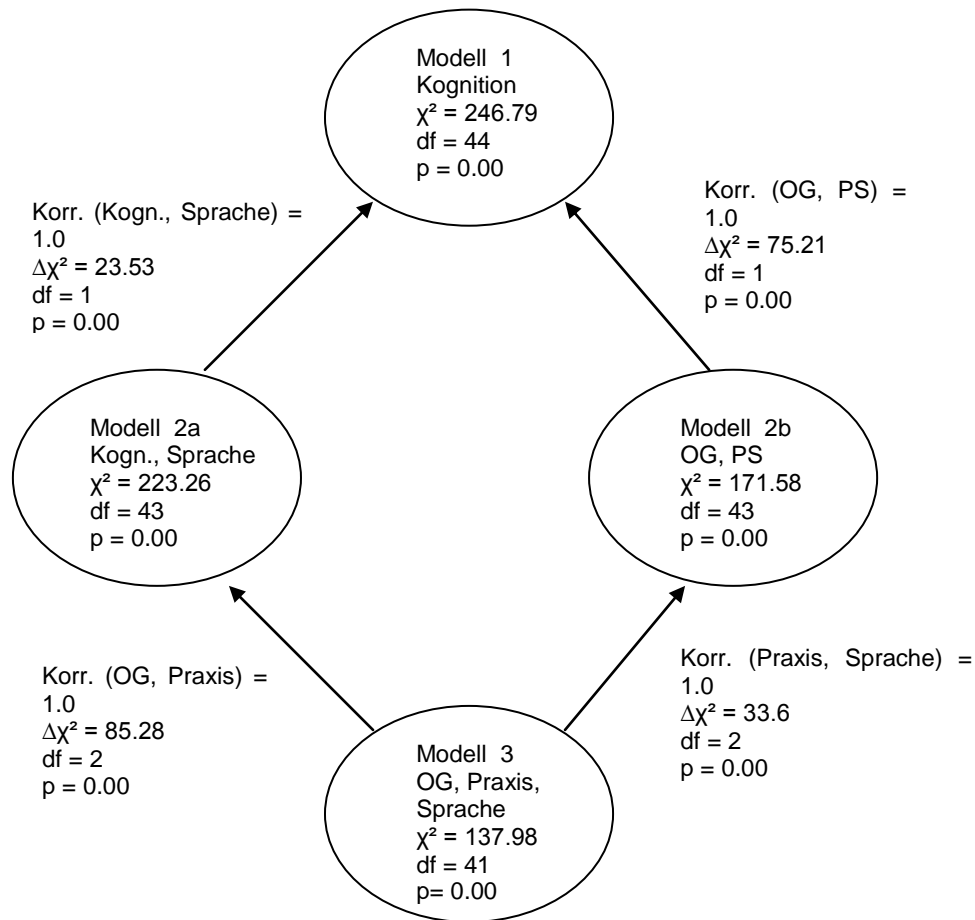 Modell 1
Kognition
χ² = 246.79
df = 44
p = 0.00
Korr. (Kogn., Sprache) =
1.0
Δχ² = 23.53
df = 1
p = 0.00
Korr. (OG, PS) =
1.0
Δχ² = 75.21
df = 1
p = 0.00
Modell 2a
Kogn., Sprache
χ² = 223.26
df = 43
p = 0.00
Modell 2b
OG, PS
χ² = 171.58
df = 43
p = 0.00
Korr. (OG, Praxis) =
1.0
Δχ² = 85.28
df = 2
p = 0.00
Korr. (Praxis, Sprache) =
1.0
Δχ² = 33.6
df = 2
p = 0.00
Modell 3
OG, Praxis,
Sprache
χ² = 137.98
df = 41
p= 0.00